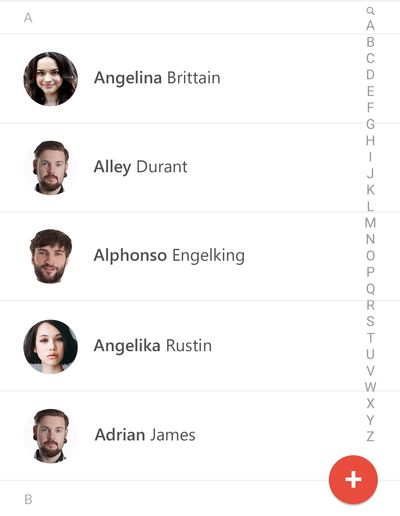 A
Angelina Brittain
Alley Durant
Alphonso Engelking
Angelika Rustin
Adrian James
B
A
B
C
D
E
F
G
H
I
J
K
L
M
N
O
P
Q
R
S
T
U
V
W
X
Y
Z
+